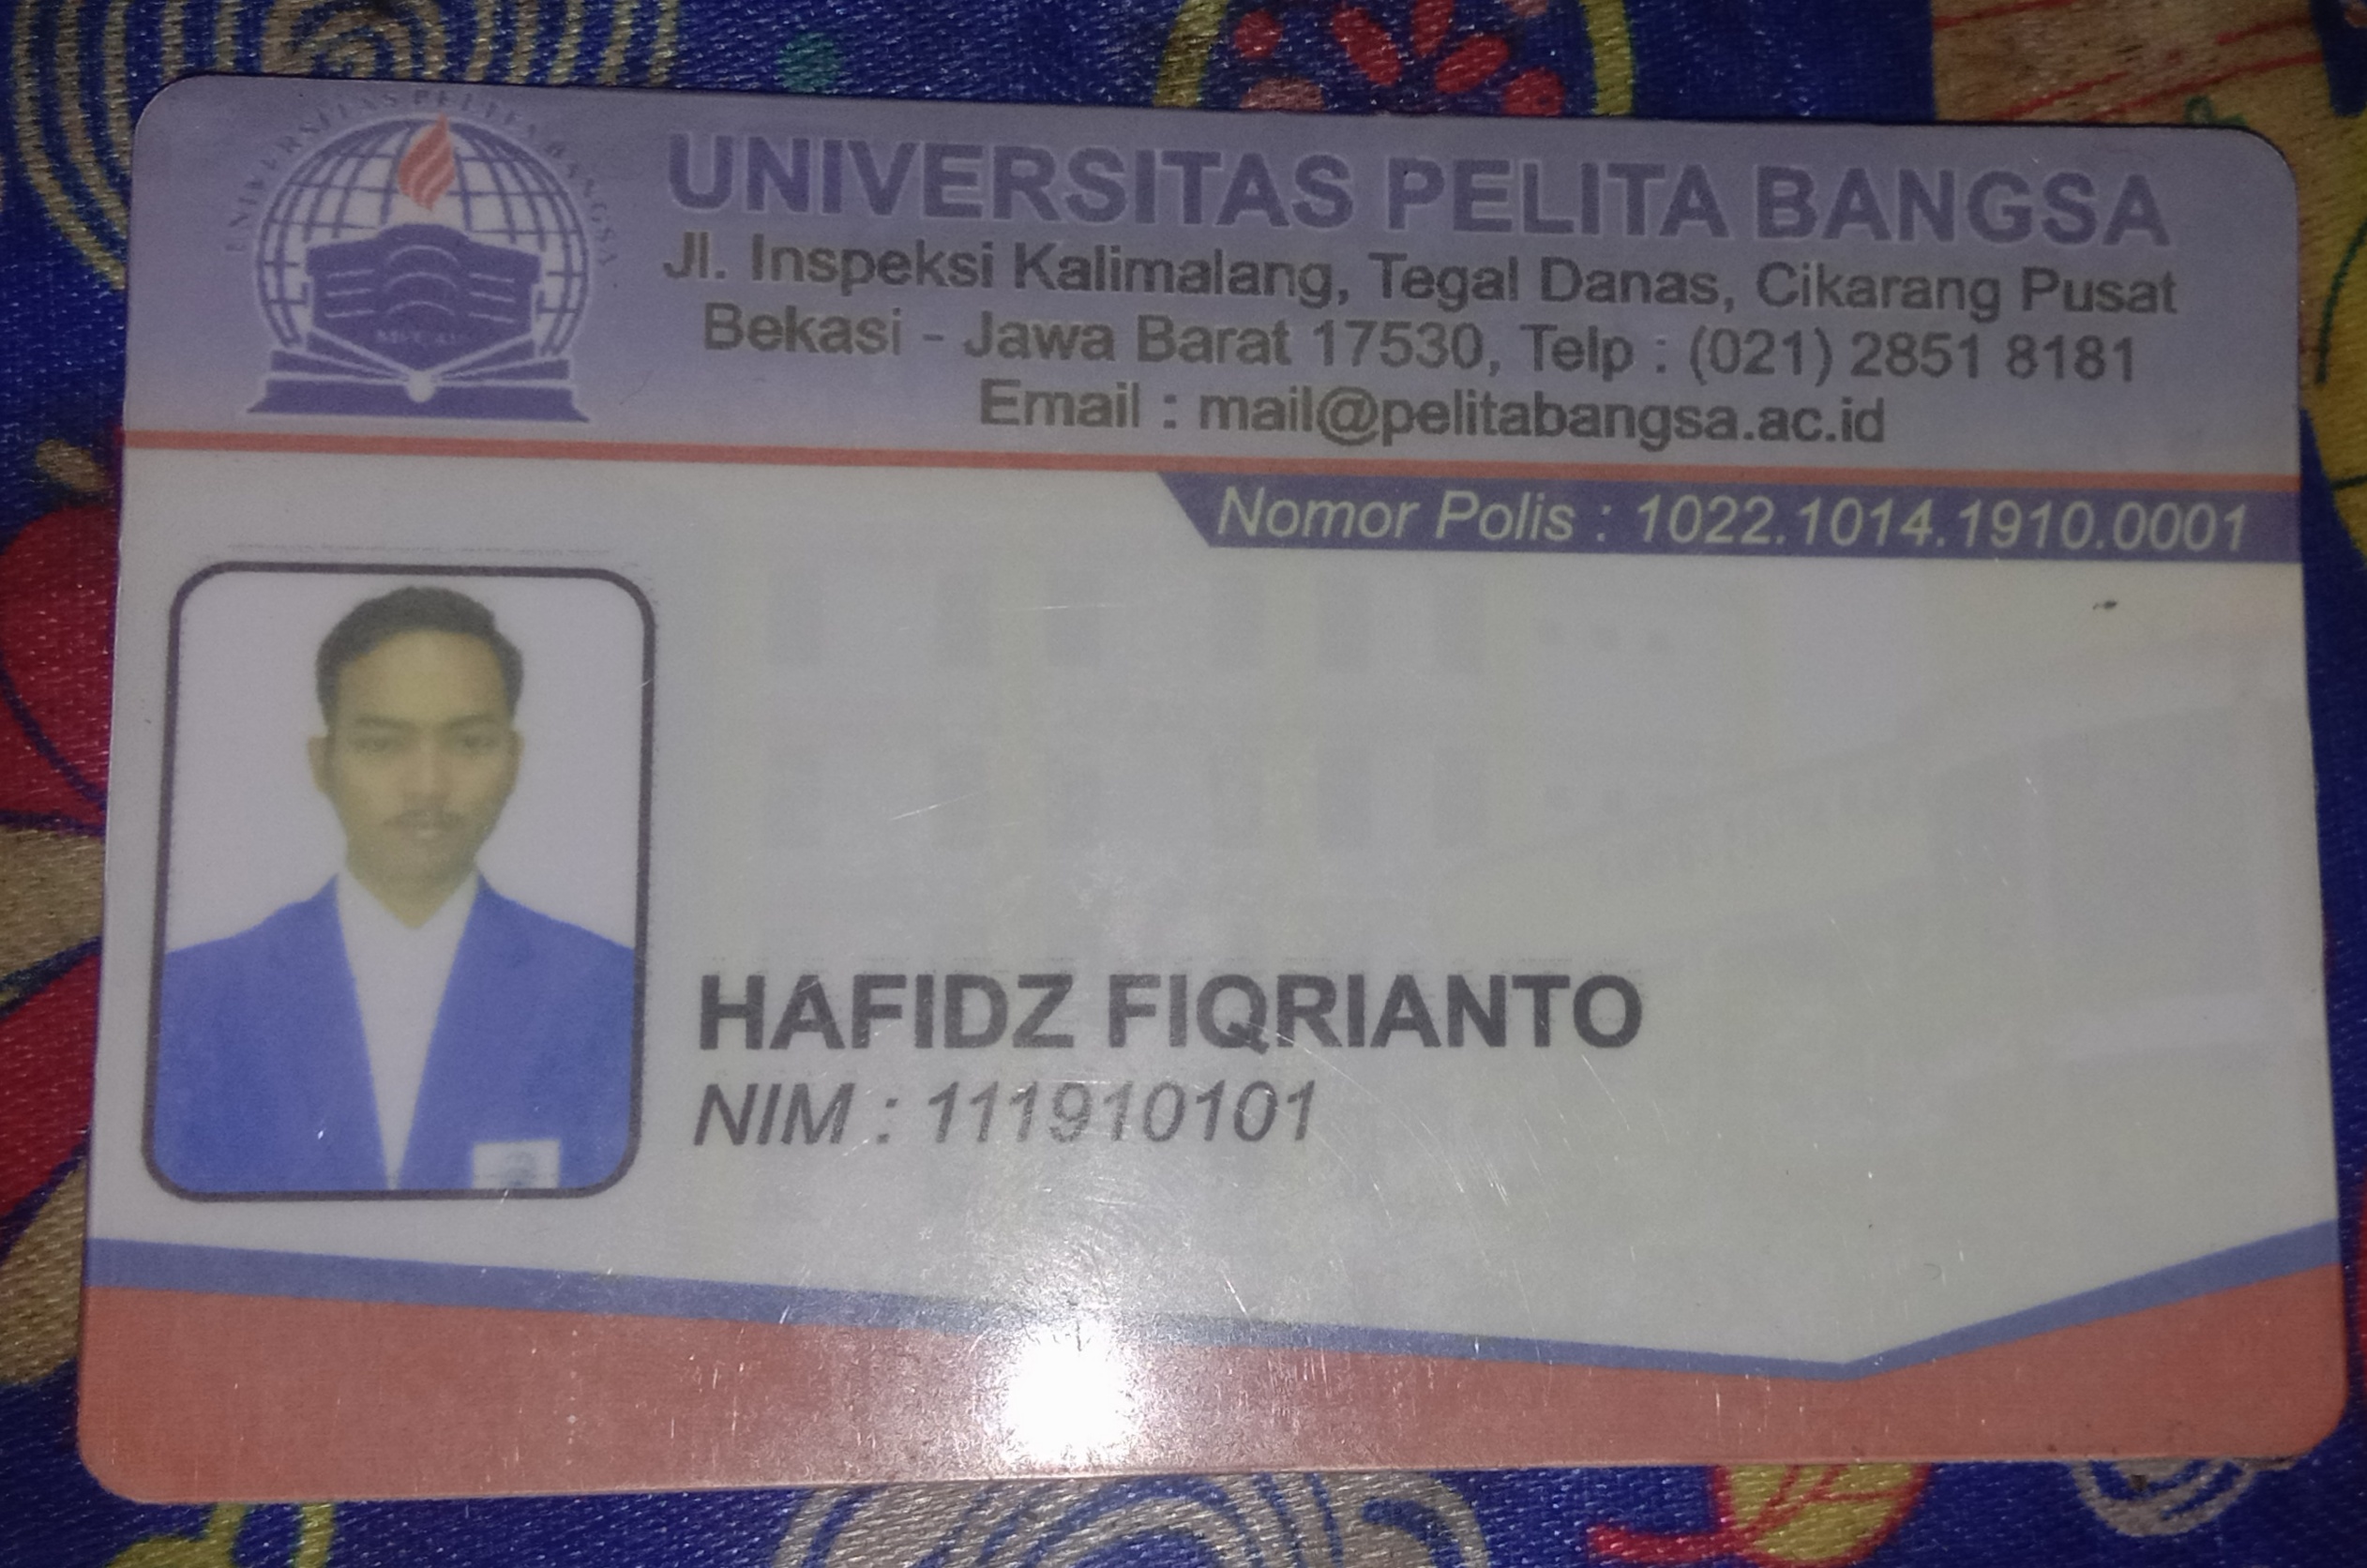 UNIVERSITAS PELITA BANGSA
UNIVERSITAS PELITA BANGSA
Jl. Inspeksi Kalimalang, Tegal Danas, Cikarang Pusat
Bekasi - Jawa Barat 17530, Telp : (021) 2851 8181
Email : mail@pelitabangsa.ac.id
Nomor Polis : 1022.1014.1910.0001
HAFIDZ FIQRIANTO
NIM : 111910101